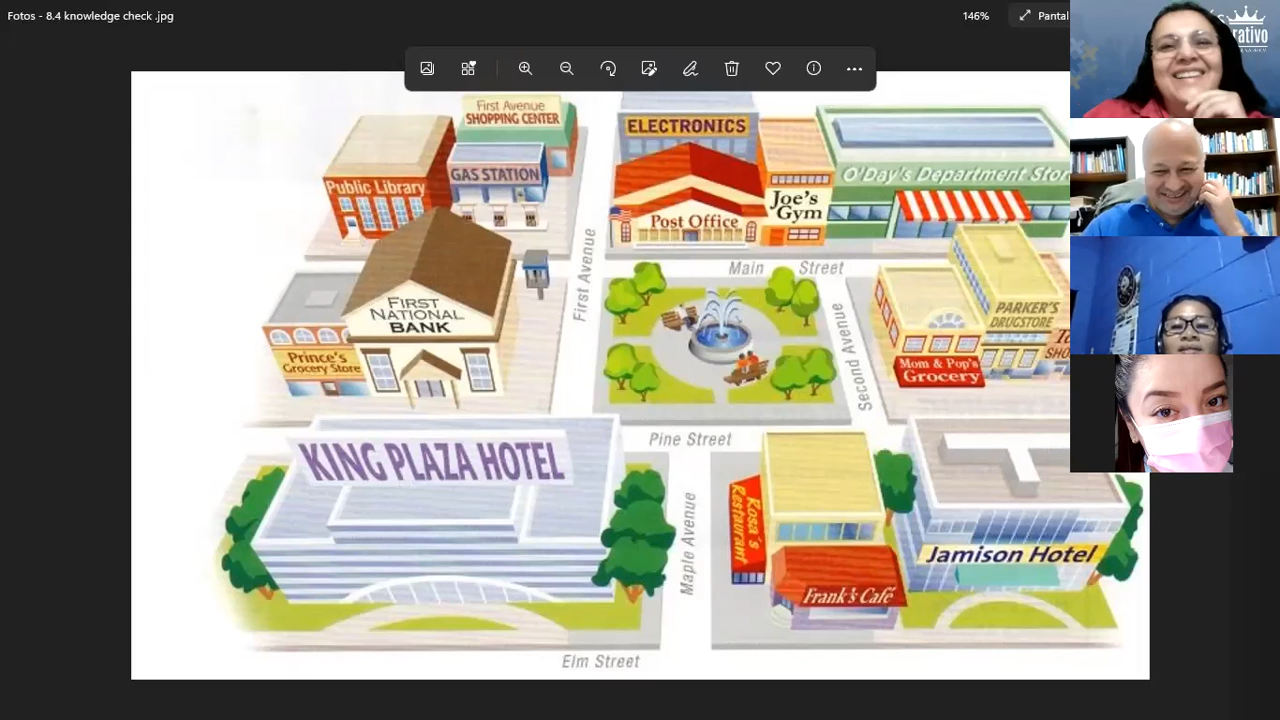 Fotos - 8.4 knowledge check .jpg
146%
Pantal
rativo
First Avenue
SHOPPING CENTER
ELECTRONICS
Public Library
GAS STATION
O'Day's Department Stor
Joe's
Gym
Post Office
First Avenue
Main Street
FIRST
NATIONAL
BANK
Second Avenue
PARKER'S
DRUGSTORE
SHO
Prince's
Grocery Store
Mom & Pop's
Grocery
Pine Street
KING PLAZA HOTEL
Rosa's
Restaurant
Maple Avenue
Jamison Hotel
Frank's Café
Elm Street